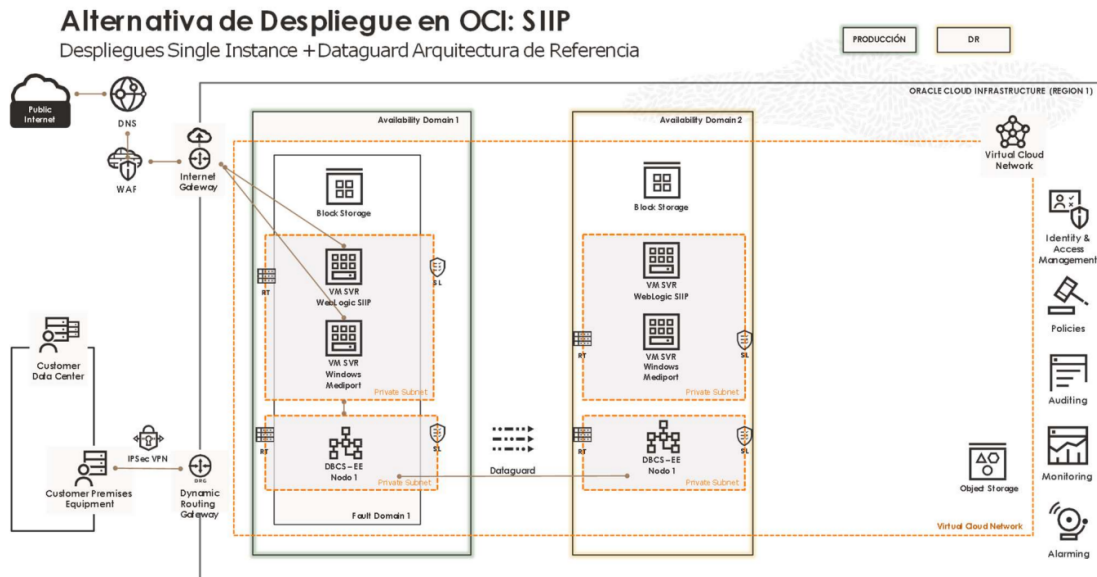 Alternativa de Despliegue en OCI: SIIP
Despliegues Single Instance + Dataguard Arquitectura de Referencia
PRODUCCIÓN
DR
ORACLE CLOUD INFRASTRUCTURE (REGION 1)
Public
Internet
DNS
WAF
Internet
Gateway
Availability Domain 1
Block Storage
VM SVR
WebLogic SIIP
RT
SL
VM SVR
Windows
Mediport
Private Subnet
RT
SL
DBCS – EE
Nodo 1
Private Subnet
Fault Domain 1
Dataguard
Availability Domain 2
Block Storage
VM SVR
WebLogic SIIP
VM SVR
Windows
Mediport
RT
SL
Private Subnet
RT
SL
DBCS – EE
Nodo 1
Private Subnet
Customer
Data Center
IPSec VPN
Customer Premises
Equipment
DRG
Dynamic
Routing
Gateway
Virtual Cloud
Network
Object Storage
Virtual Cloud Network
Identity &
Access
Management
Policies
Auditing
Monitoring
Alarming